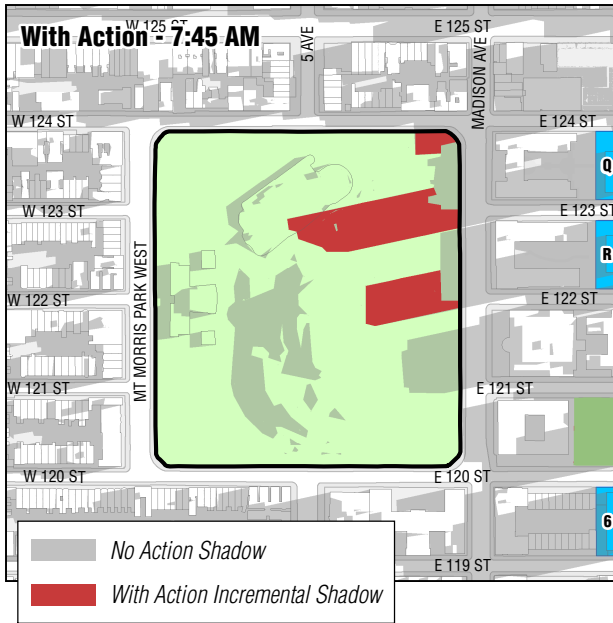 With Action - 7:45 AM
W 125 ST
5 AVE
E 125 ST
MADISON AVE
W 124 ST
E 124 ST
Q
W 123 ST
E 123 ST
MT MORRIS PARK WEST
R
W 122 ST
E 122 ST
W 121 ST
E 121 ST
W 120 ST
E 120 ST
6
No Action Shadow
E 119 ST
With Action Incremental Shadow